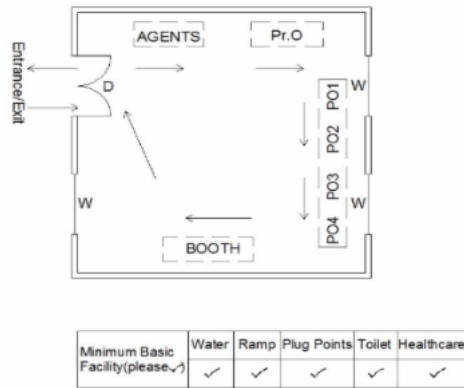 AGENTS
Pr.O
Entrance/Exit
D
W
PO1
PO2
PO3
W
W
PO4
BOOTH
Minimum Basic Facility(please✓)
Water
Ramp
Plug Points
Toilet
Healthcare
✓
✓
✓
✓
✓